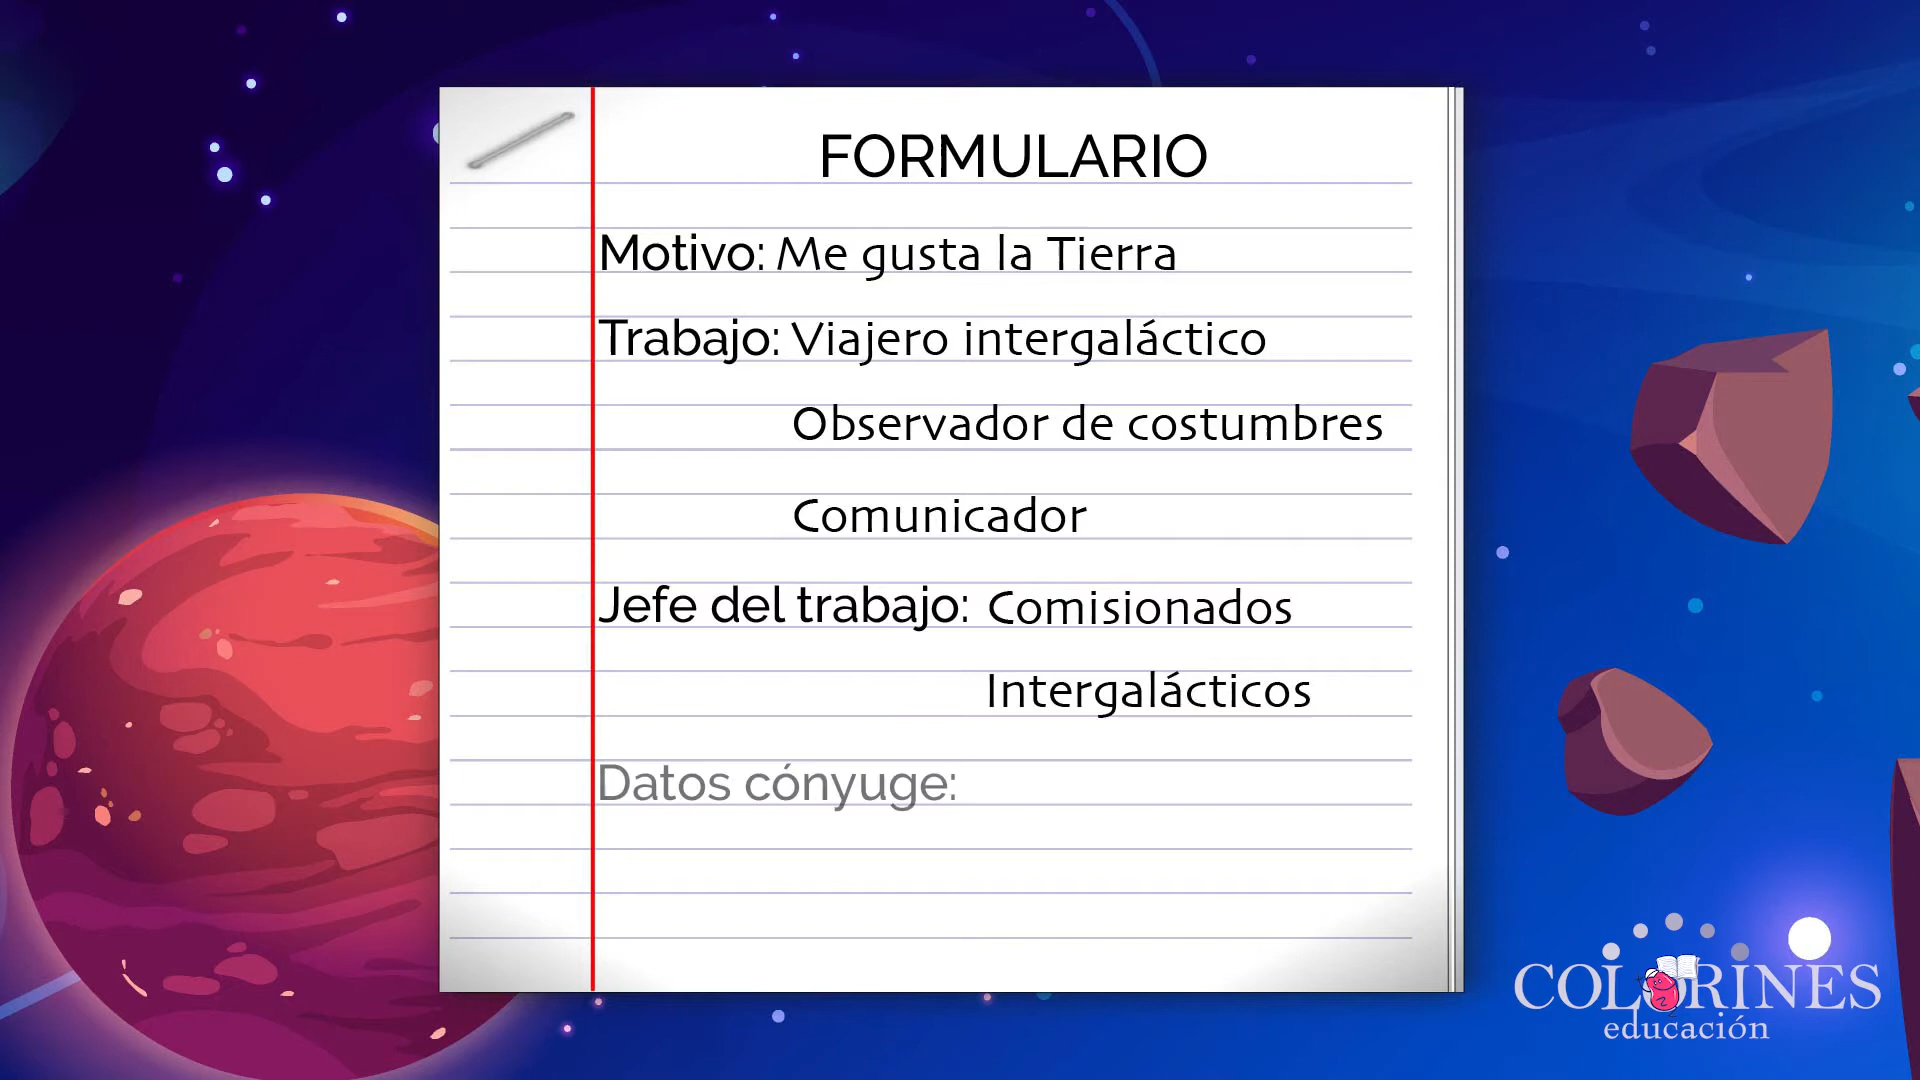 FORMULARIO
Motivo: Me gusta la Tierra
Trabajo: Viajero intergaláctico
Observador de costumbres
Comunicador
Jefe del trabajo: Comisionados
Intergalácticos
Datos cónyuge:
COLORINES
educación